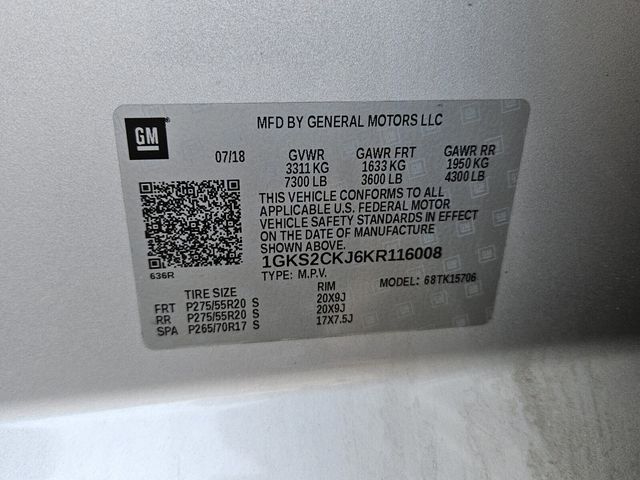 GM
MFD BY GENERAL MOTORS LLC
07/18 GVWR GAWR FRT GAWR RR
3311 KG 1633 KG 1950 KG
7300 LB 3600 LB 4300 LB
THIS VEHICLE CONFORMS TO ALL
APPLICABLE U.S. FEDERAL MOTOR
VEHICLE SAFETY STANDARDS IN EFFECT
ON THE DATE OF MANUFACTURE
SHOWN ABOVE.
1GKS2CKJ6KR116008
636R
TYPE: M.P.V. MODEL: 68TK15706
TIRE SIZE RIM
FRT P275/55R20 S 20X9J
RR P275/55R20 S 20X9J
SPA P265/70R17 S 17X7.5J